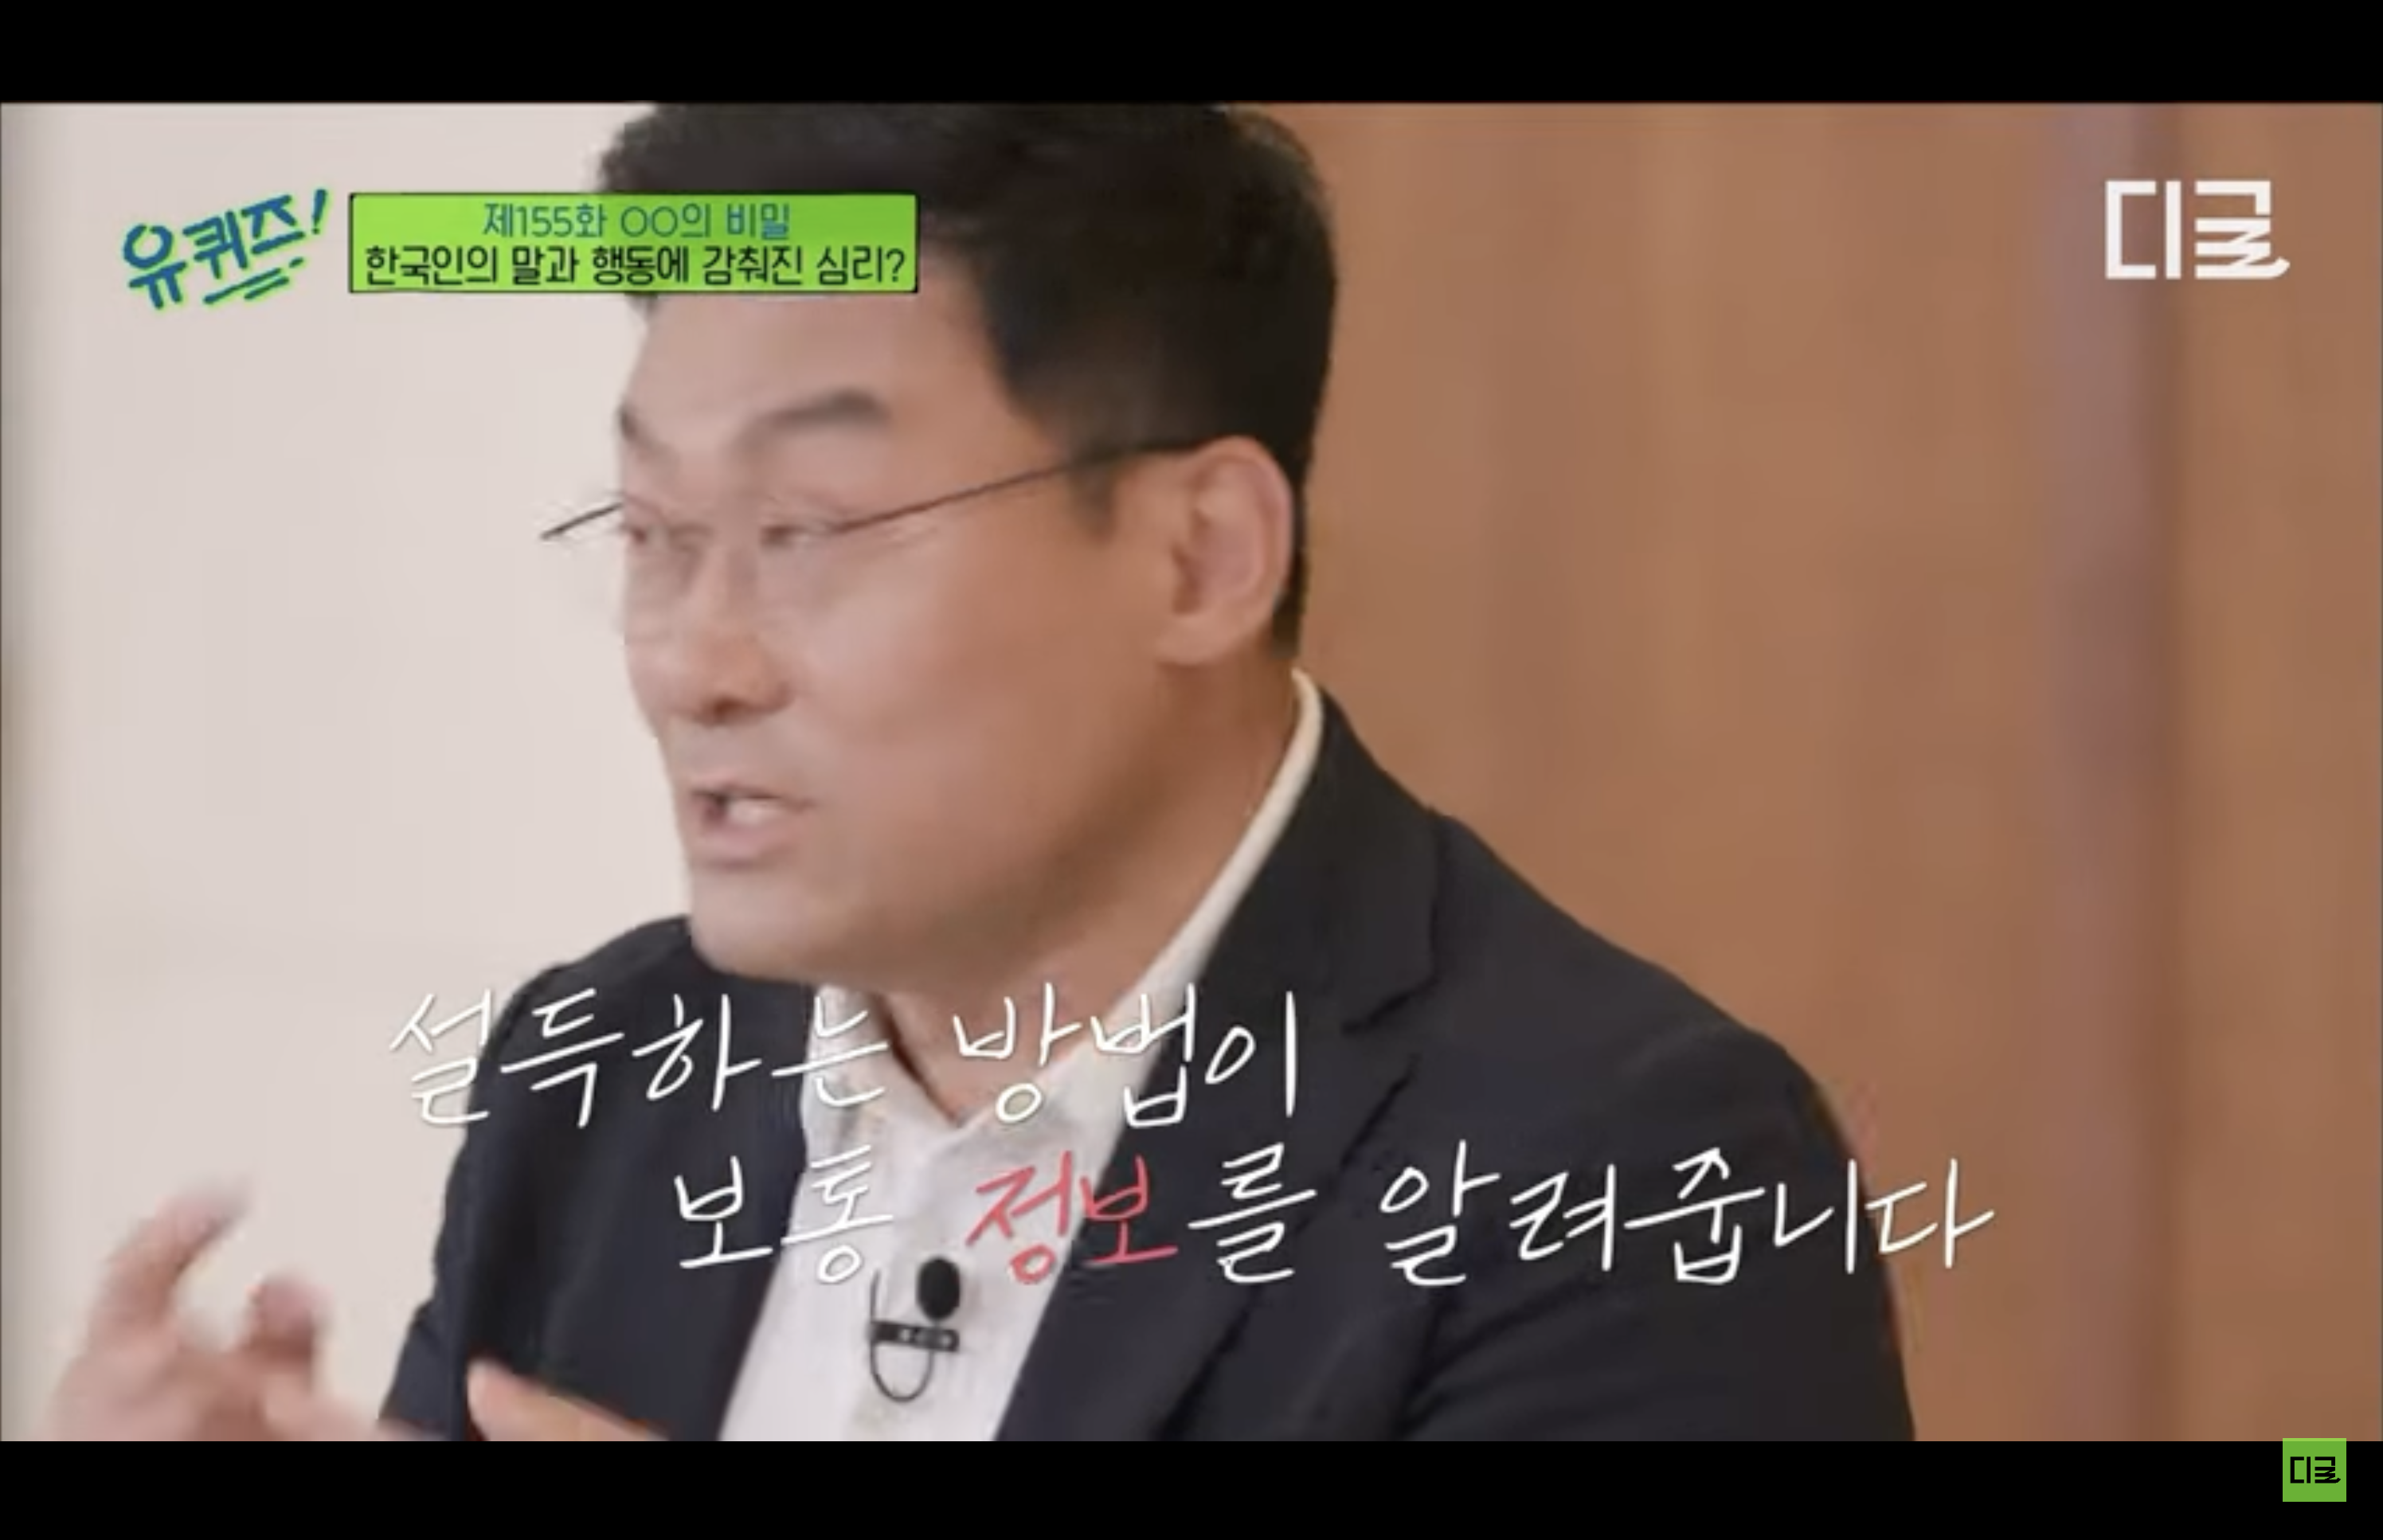 유퀴즈!
제155화 ○○의 비밀
한국인의 말과 행동에 감춰진 심리?
디글
설득하는 방법이
보통 정보를 알려줍니다
디글